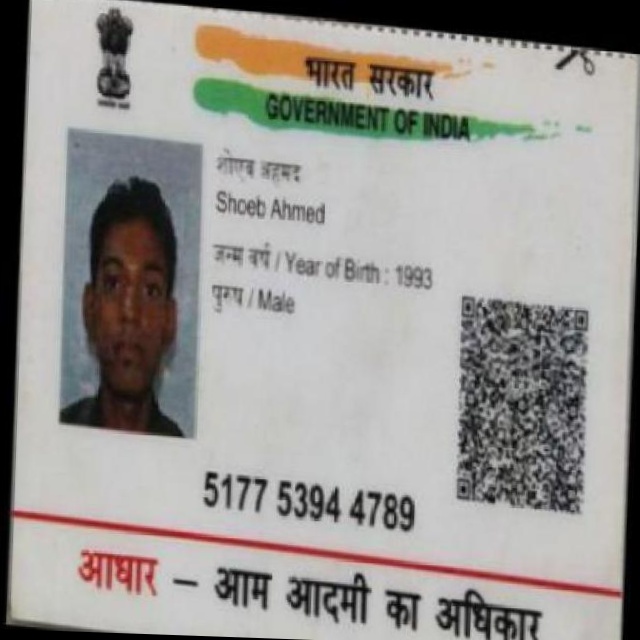 भारत सरकार
GOVERNMENT OF INDIA
शोएब अहमद
Shoeb Ahmed
जन्म वर्ष / Year of Birth : 1993
पुरुष / Male
5177 5394 4789
आधार – आम आदमी का अधिकार